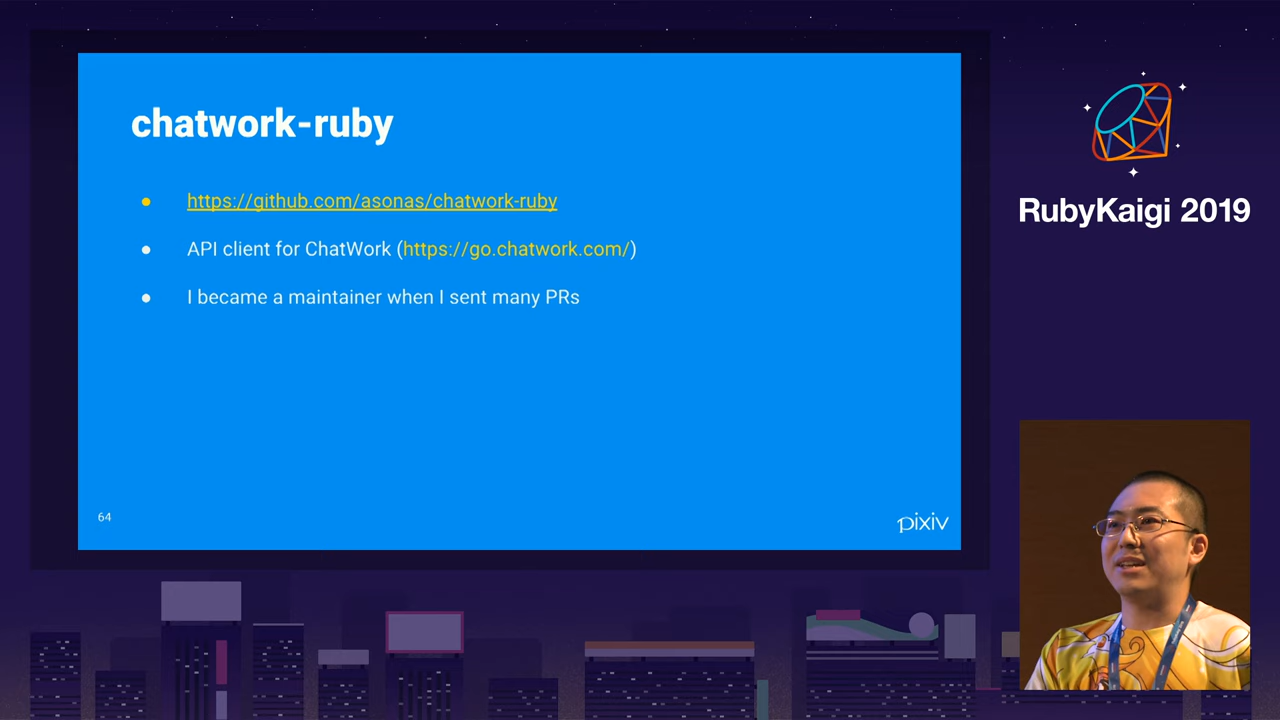 chatwork-ruby
https://github.com/asonas/chatwork-ruby
API client for ChatWork (https://go.chatwork.com/)
I became a maintainer when I sent many PRs
64
pixiv
RubyKaigi 2019